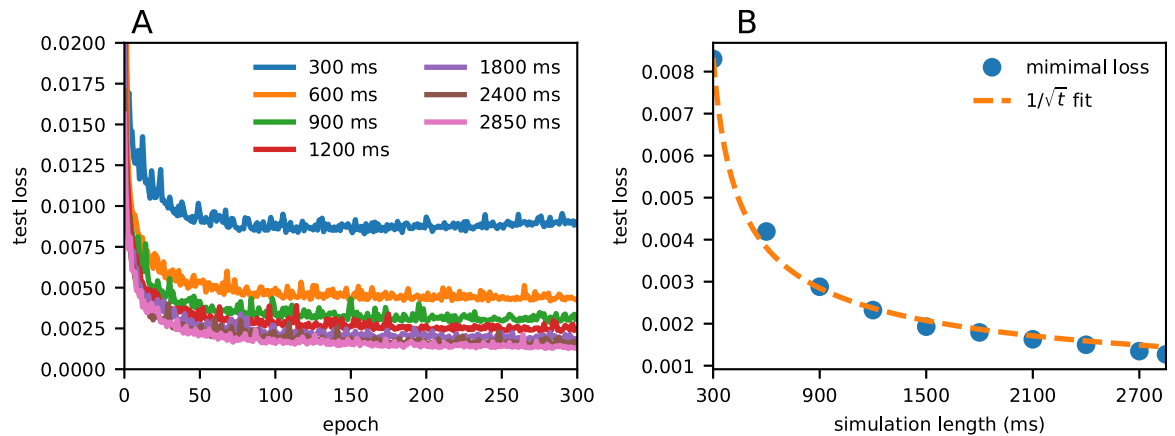 A
test loss
0.0200
0.0175
0.0150
0.0125
0.0100
0.0075
0.0050
0.0025
0.0000
300 ms
600 ms
900 ms
1200 ms
1800 ms
2400 ms
2850 ms
0 50 100 150 200 250 300
epoch
B
test loss
0.008
0.007
0.006
0.005
0.004
0.003
0.002
0.001
mimimal loss
1/√t fit
300 900 1500 2100 2700
simulation length (ms)